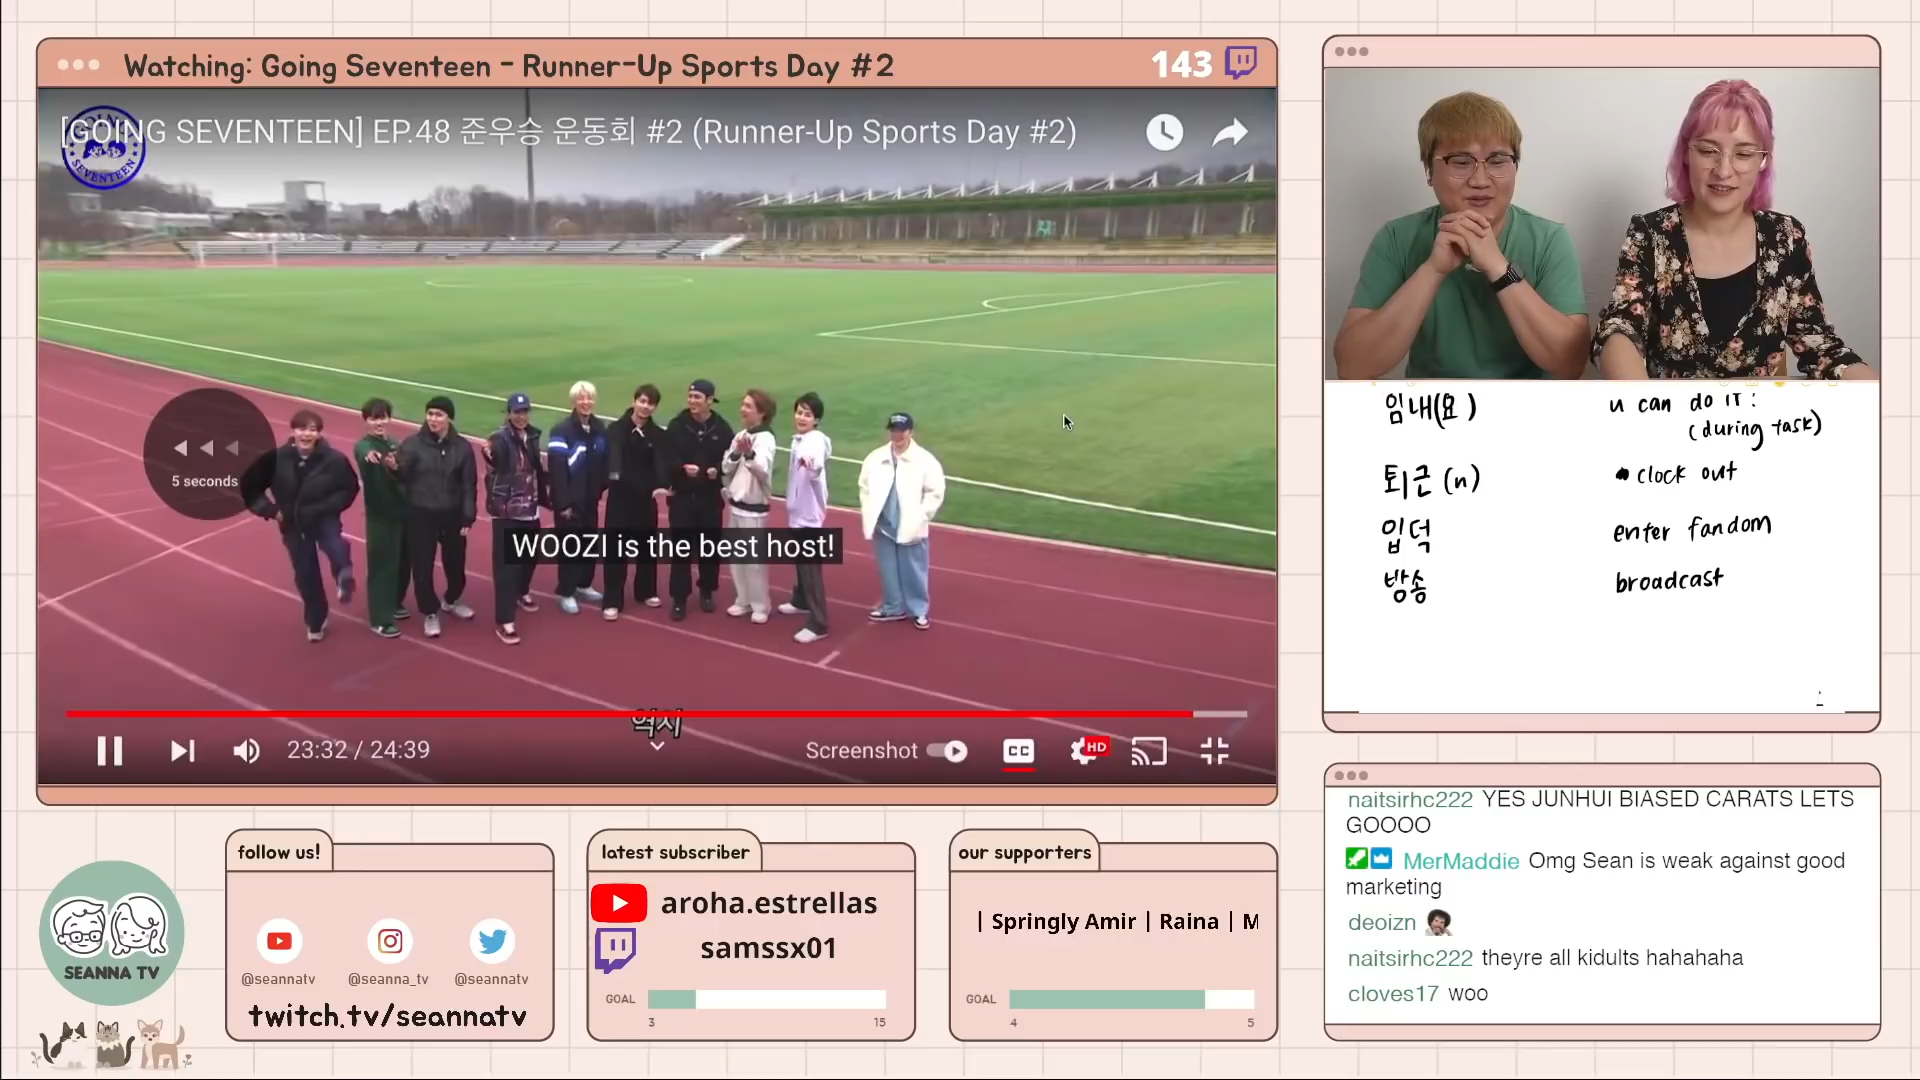 Watching: Going Seventeen - Runner-Up Sports Day #2
143
[GOING SEVENTEEN] EP.48 준우승 운동회 #2 (Runner-Up Sports Day #2)
GOING
SEVENTEEN
5 seconds
WOOZI is the best host!
역시
23:32 / 24:39
Screenshot
CC
HD
임내(요)
u can do it!
(during task)
퇴근 (n)
clock out
입덕
enter fandom
방송
broadcast
naitsirhc222 YES JUNHUI BIASED CARATS LETS
GOOOO
MerMaddie Omg Sean is weak against good
marketing
deoizn
naitsirhc222 theyre all kidults hahahaha
cloves17 woo
SEANNA TV
follow us!
@seannatv
@seanna_tv
@seannatv
twitch.tv/seannatv
latest subscriber
aroha.estrellas
samssx01
GOAL
3
15
our supporters
| Springly Amir | Raina | M
GOAL
4
5